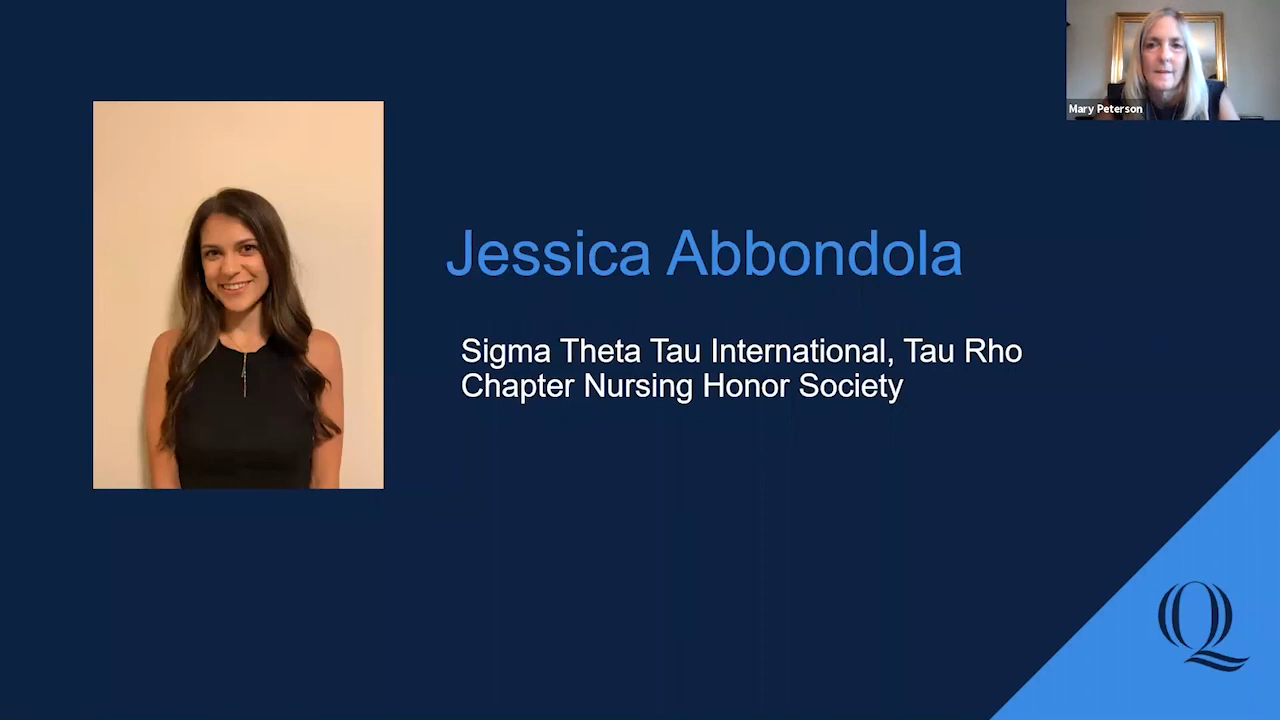 Mary Peterson
Jessica Abbondola
Sigma Theta Tau International, Tau Rho
Chapter Nursing Honor Society
Q